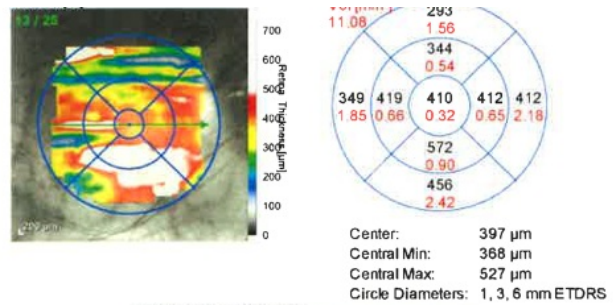 13 / 25
700
600
500
400
300
200
100
0
Retina Thickness [µm]
200 µm
11.08
293
1.56
344
0.54
349 419 410 412 412
1.85 0.66 0.32 0.65 2.18
572
0.90
456
2.42
Center: 397 µm
Central Min: 368 µm
Central Max: 527 µm
Circle Diameters: 1, 3, 6 mm ETDRS